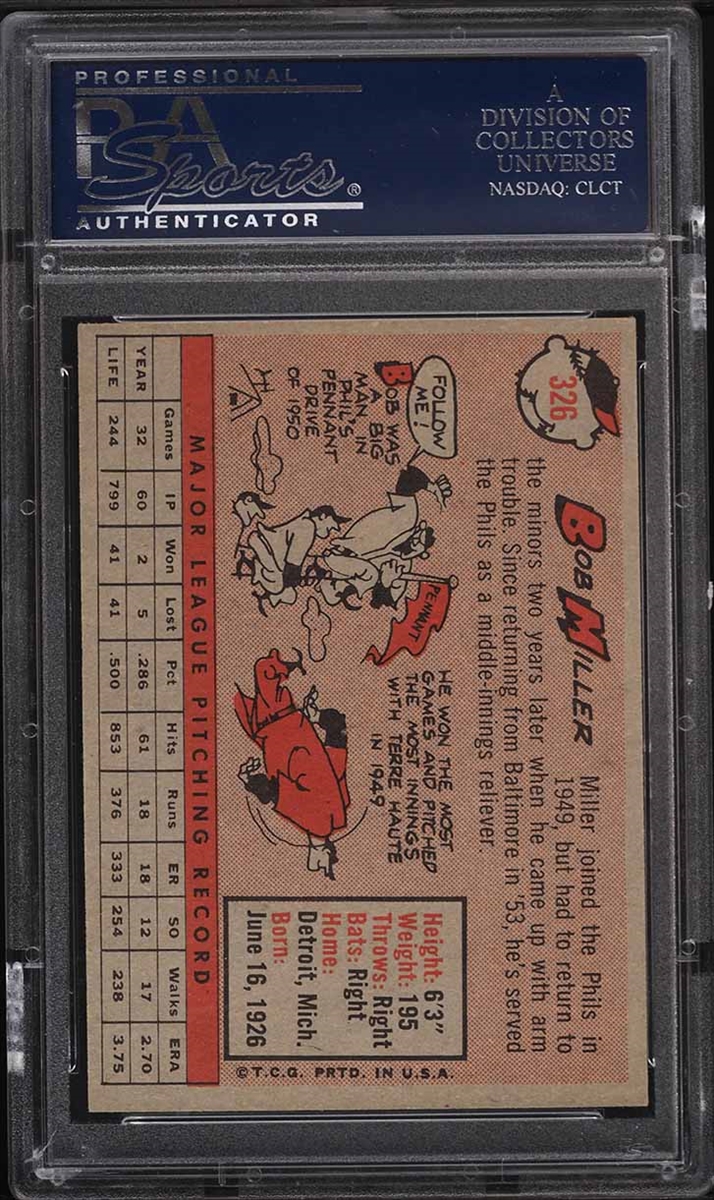 PROFESSIONAL
PSA
Sports®
AUTHENTICATOR
A
DIVISION OF
COLLECTORS
UNIVERSE
NASDAQ: CLCT
326
BOB MILLER
Miller joined the Phils in
1949, but had to return to
the minors two years later when he came up with arm
trouble. Since returning from Baltimore in '53, he's served
the Phils as a middle-innings reliever.
FOLLOW
ME!
BOB WAS
A BIG
MAN IN
PHIL'S
PENNANT
DRIVE
OF 1950
PENNANT
HE WON THE MOST
GAMES AND PITCHED
THE MOST INNINGS
WITH TERRE HAUTE
IN 1949
Height: 6'3"
Weight: 195
Throws: Right
Bats: Right
Home:
Detroit, Mich.
Born:
June 16, 1926
MAJOR LEAGUE PITCHING RECORD
Games IP Won Lost Pct Hits Runs ER SO Walks ERA
YEAR 32 60 2 5 .286 61 18 18 12 17 2.70
LIFE 244 799 41 41 .500 853 376 333 254 238 3.75
©T.C.G. PRTD. IN U.S.A.